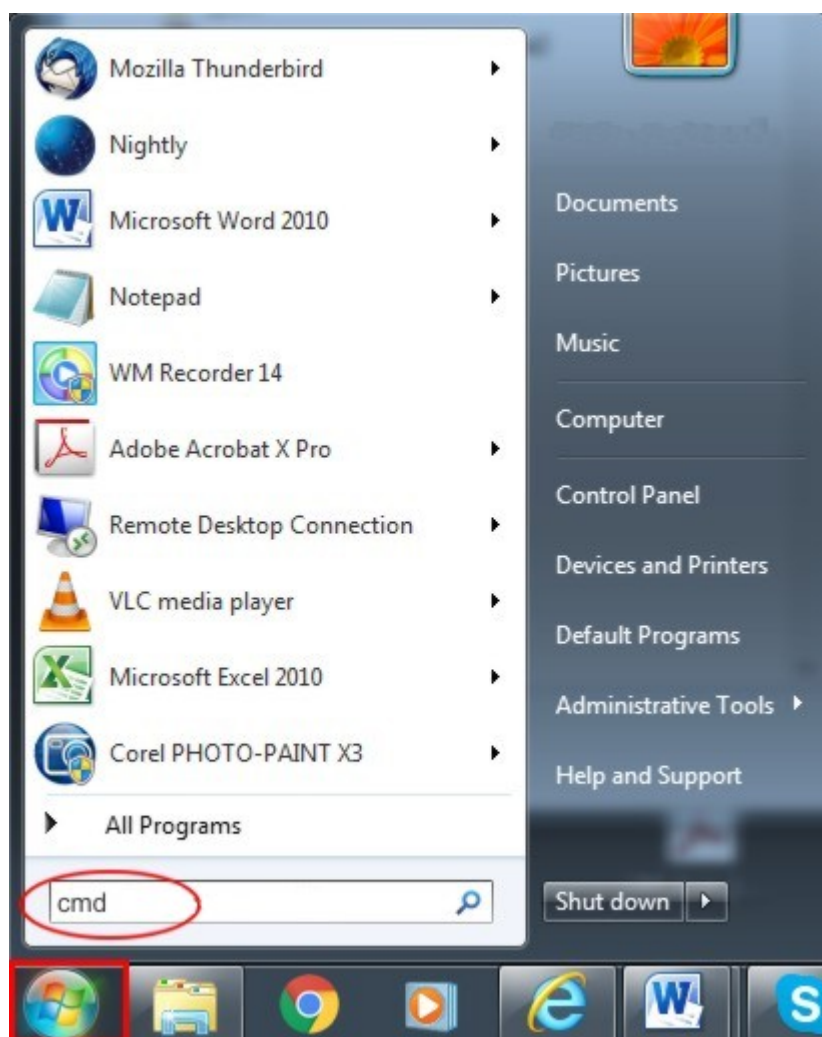 Mozilla Thunderbird
Nightly
Microsoft Word 2010
Notepad
WM Recorder 14
Adobe Acrobat X Pro
Remote Desktop Connection
VLC media player
Microsoft Excel 2010
Corel PHOTO-PAINT X3
All Programs
cmd
Documents
Pictures
Music
Computer
Control Panel
Devices and Printers
Default Programs
Administrative Tools
Help and Support
Shut down